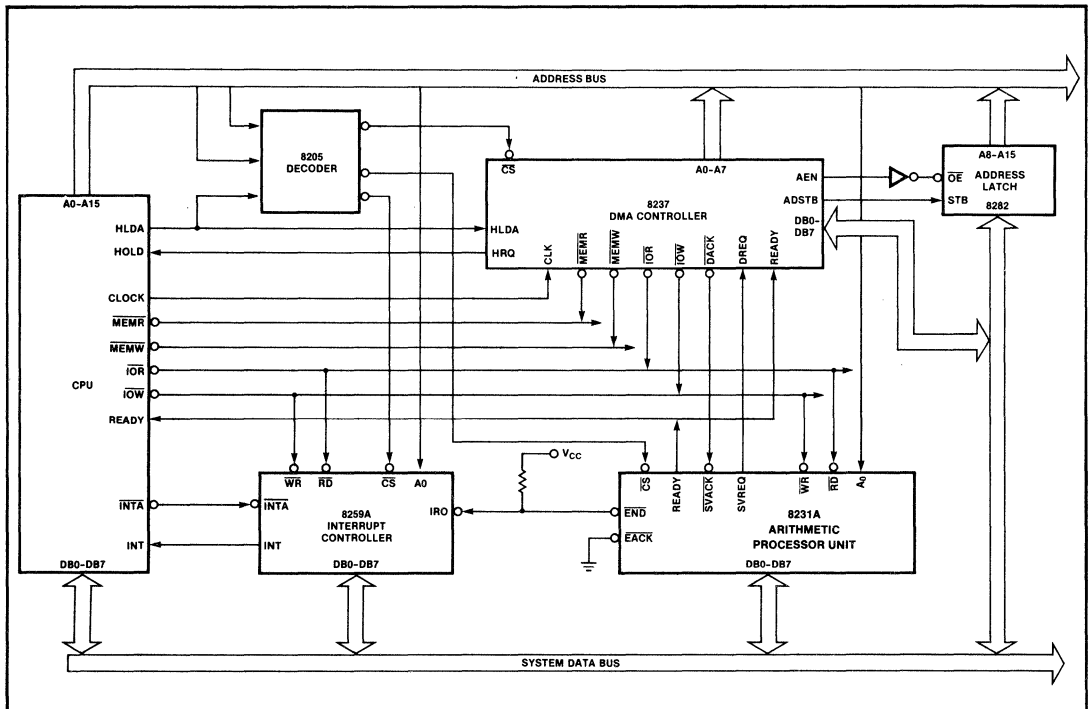 ADDRESS BUS
8205
DECODER
A8-A15
ADDRESS
LATCH
8282
OE
STB
CS
A0-A7
AEN
ADSTB
DB0-
DB7
8237
DMA CONTROLLER
HLDA
HRQ
CLK
MEMR
MEMW
IOR
IOW
DACK
DREQ
READY
A0-A15
HLDA
HOLD
CLOCK
MEMR
MEMW
IOR
CPU
IOW
READY
INTA
INT
DB0-DB7
VCC
WR
RD
CS
A0
INTA
8259A
INTERRUPT
CONTROLLER
IRO
INT
DB0-DB7
CS
READY
SVACK
SVREQ
WR
RD
A0
END
EACK
8231A
ARITHMETIC
PROCESSOR UNIT
DB0-DB7
SYSTEM DATA BUS